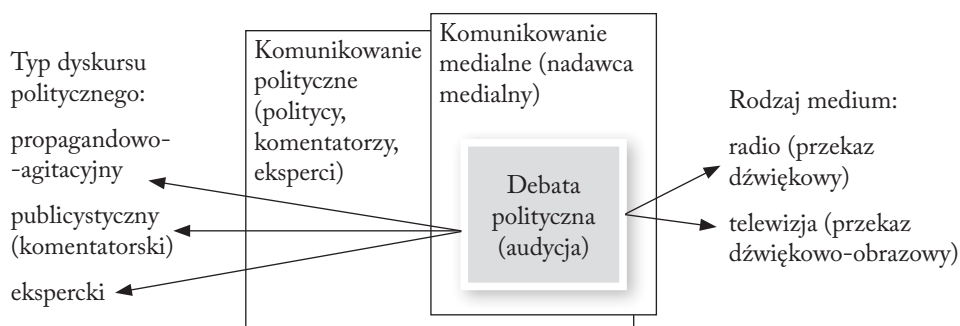 Typ dyskursu
politycznego:
propagandowo-
-agitacyjny
publicystyczny
(komentatorski)
ekspercki
Komunikowanie
polityczne
(politycy,
komentatorzy,
eksperci)
Komunikowanie
medialne (nadawca
medialny)
Debata
polityczna
(audycja)
Rodzaj medium:
radio (przekaz
dźwiękowy)
telewizja (przekaz
dźwiękowo-obrazowy)